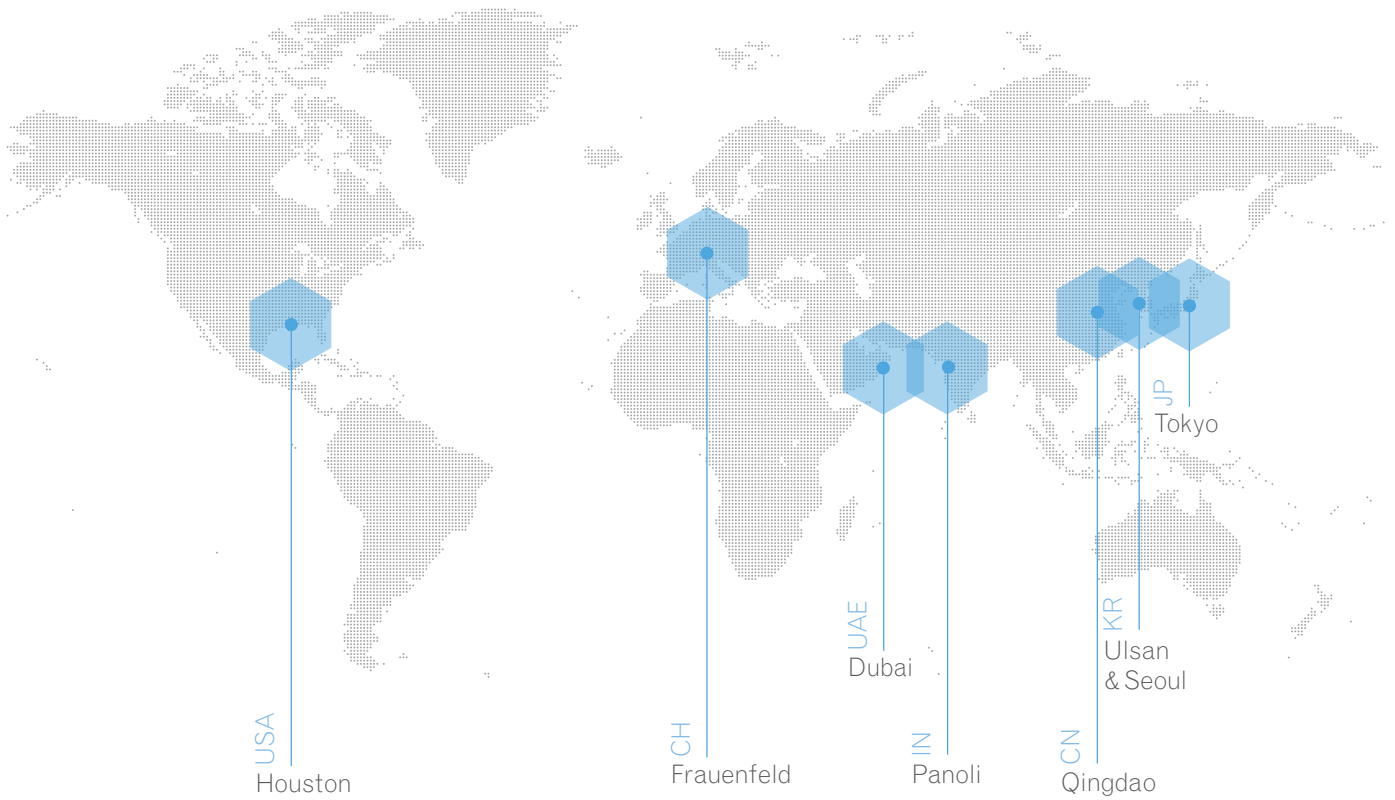 JP
Tokyo
UAE
Dubai
KR
Ulsan
& Seoul
USA
Houston
CH
Frauenfeld
IN
Panoli
CN
Qingdao